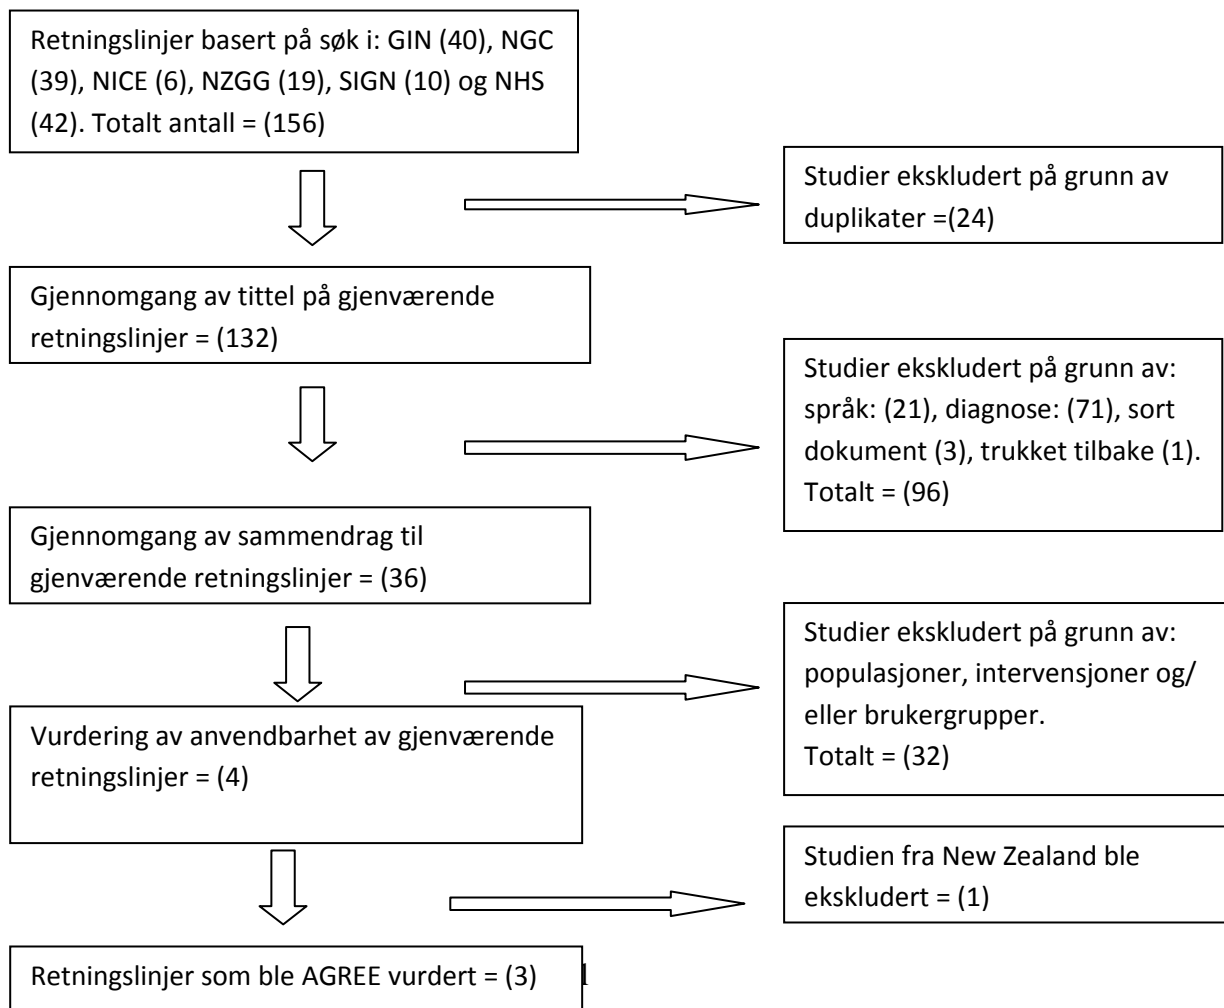 Retningslinjer basert på søk i: GIN (40), NGC
(39), NICE (6), NZGG (19), SIGN (10) og NHS
(42). Totalt antall = (156)
Studier ekskludert på grunn av
duplikater =(24)
Gjennomgang av tittel på gjenværende
retningslinjer = (132)
Studier ekskludert på grunn av:
språk: (21), diagnose: (71), sort
dokument (3), trukket tilbake (1).
Totalt = (96)
Gjennomgang av sammendrag til
gjenværende retningslinjer = (36)
Studier ekskludert på grunn av:
populasjoner, intervensjoner og/
eller brukergrupper.
Totalt = (32)
Vurdering av anvendbarhet av gjenværende
retningslinjer = (4)
Studien fra New Zealand ble
ekskludert = (1)
Retningslinjer som ble AGREE vurdert = (3)